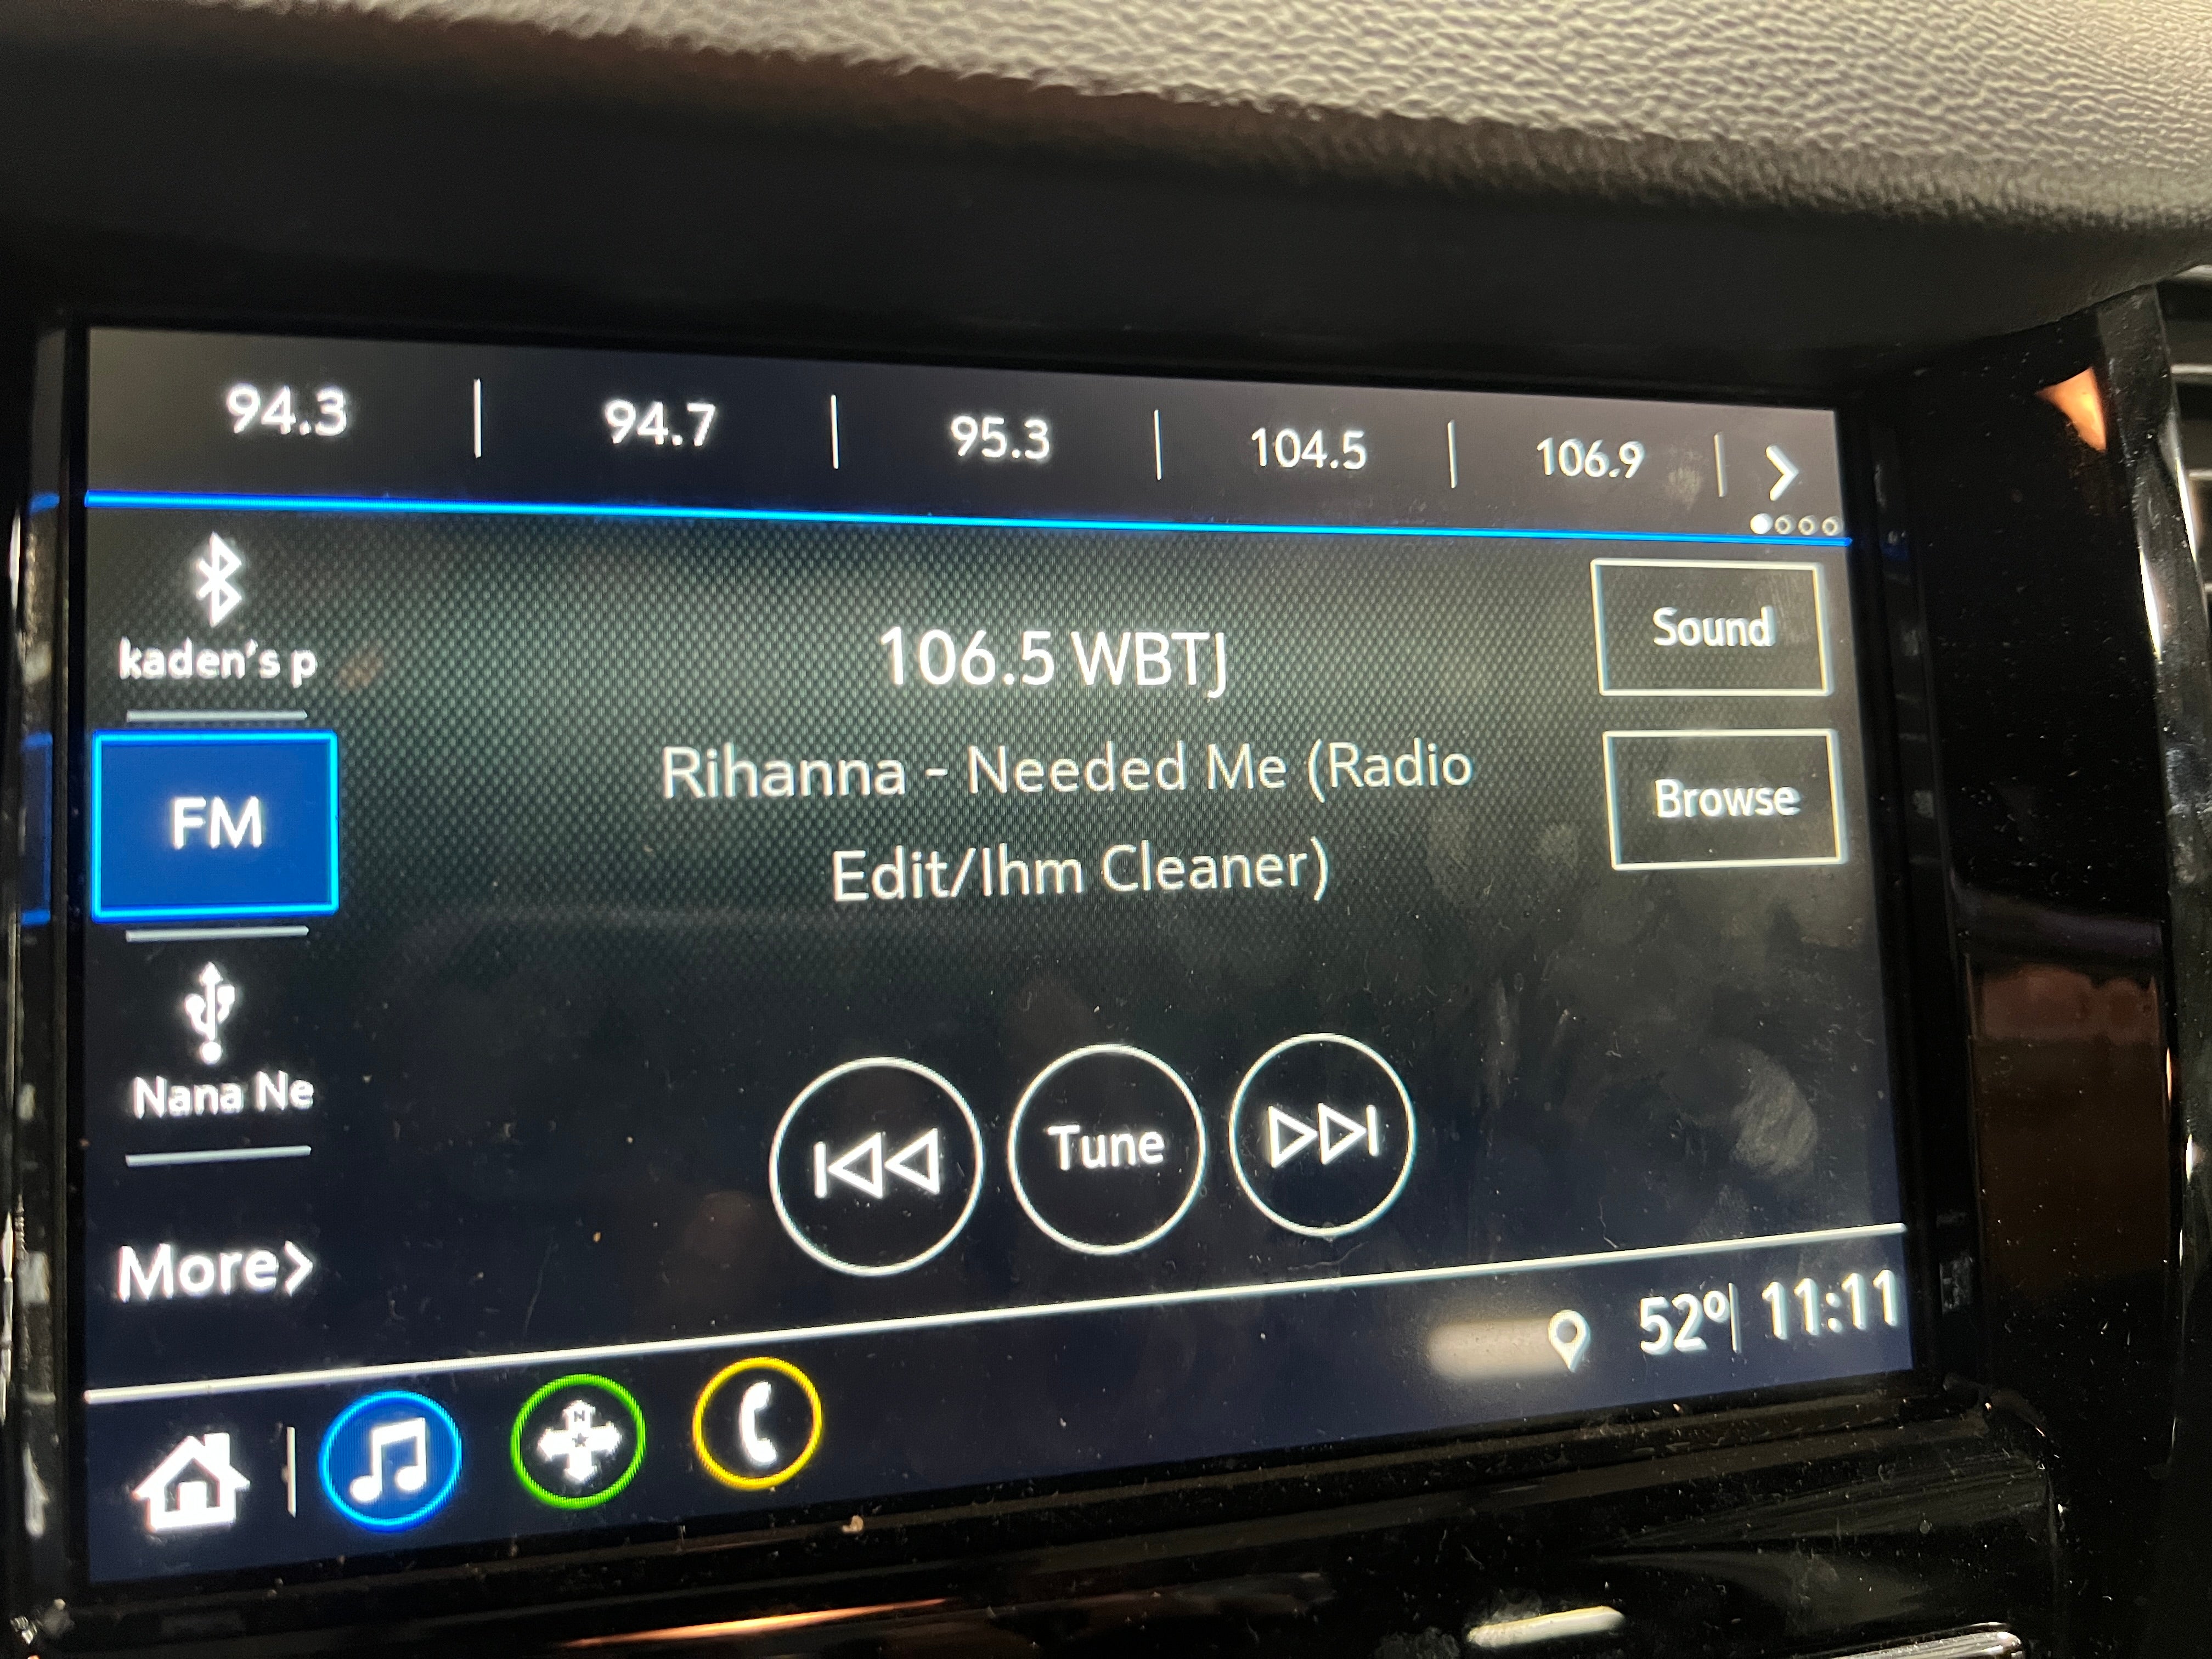 94.3 | 94.7 | 95.3 | 104.5 | 106.9
kaden's p
106.5 WBTJ
Sound
Rihanna - Needed Me (Radio
Edit/Ihm Cleaner)
Browse
FM
Nana Ne
Tune
More>
52° | 11:11
N